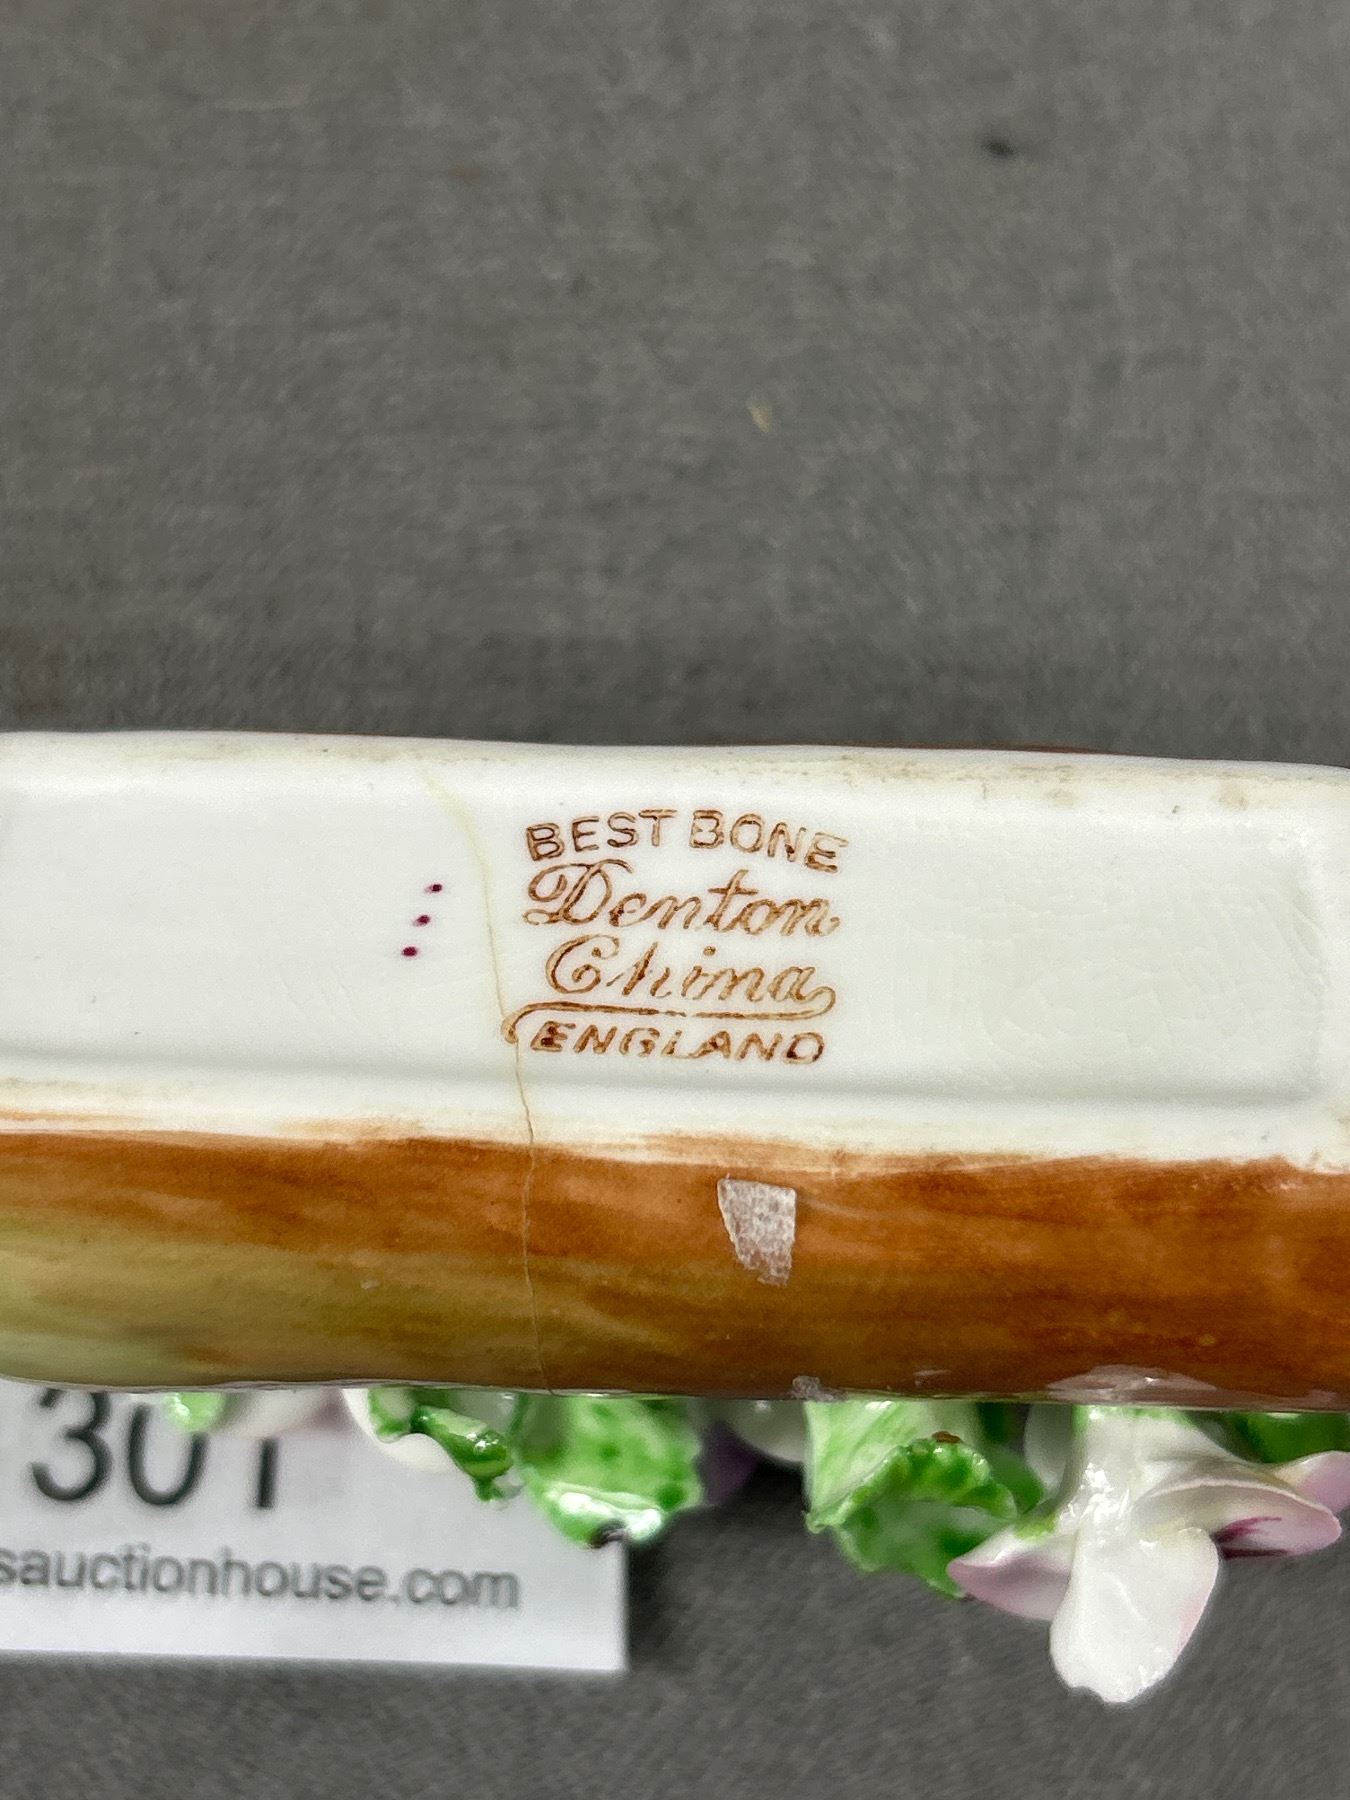 BEST BONE
Denton
China
ENGLAND
301
sauctionhouse.com